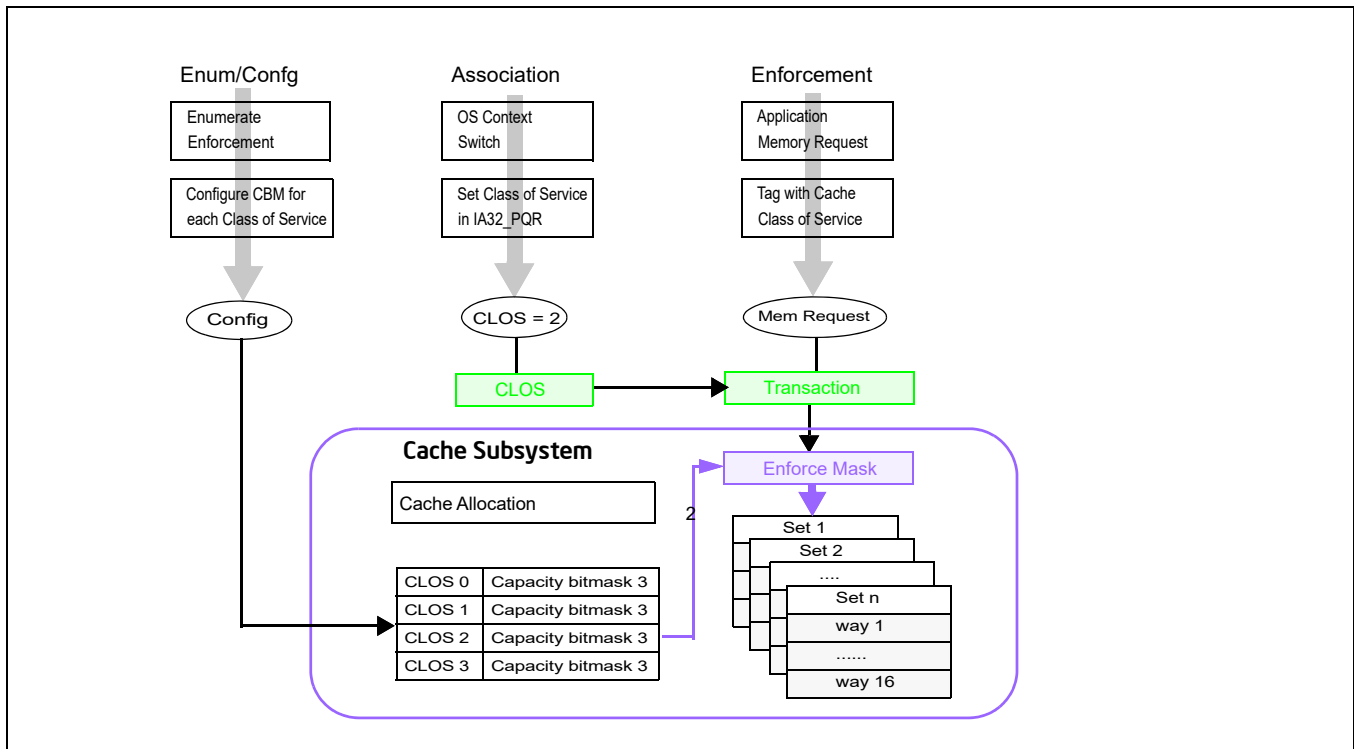 Enum/Confg
Association
Enforcement
Enumerate
Enforcement
OS Context
Switch
Application
Memory Request
Configure CBM for
each Class of Service
Set Class of Service
in IA32_PQR
Tag with Cache
Class of Service
Config
CLOS = 2
Mem Request
CLOS
Transaction
Cache Subsystem
Enforce Mask
Cache Allocation
2
Set 1
Set 2
....
Set n
way 1
......
way 16
CLOS 0 Capacity bitmask 3
CLOS 1 Capacity bitmask 3
CLOS 2 Capacity bitmask 3
CLOS 3 Capacity bitmask 3